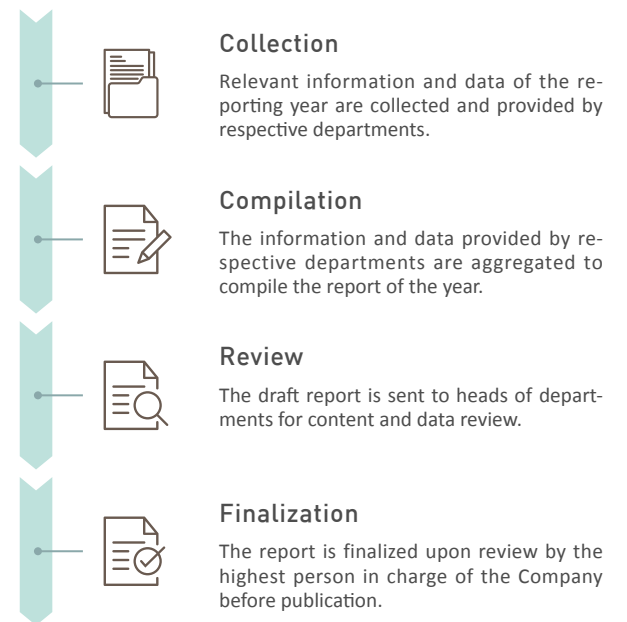 Collection
Relevant information and data of the re-
porting year are collected and provided by
respective departments.
Compilation
The information and data provided by re-
spective departments are aggregated to
compile the report of the year.
Review
The draft report is sent to heads of depart-
ments for content and data review.
Finalization
The report is finalized upon review by the
highest person in charge of the Company
before publication.